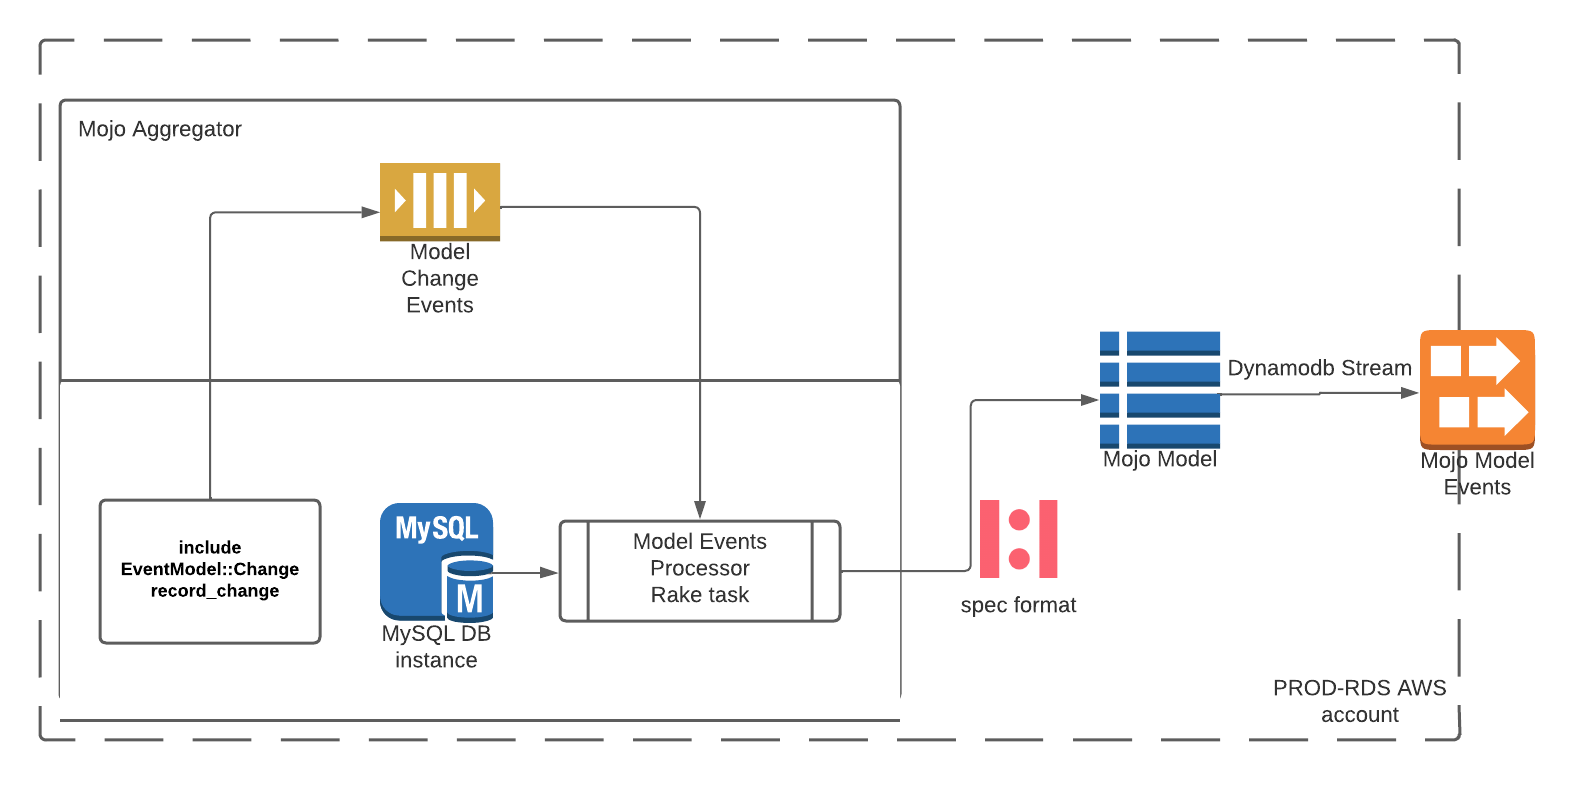 Mojo Aggregator
Model
Change
Events
Dynamodb Stream
Mojo Model
Mojo Model
Events
include
EventModel::Change
record_change
MySQL
M
MySQL DB
instance
Model Events
Processor
Rake task
spec format
PROD-RDS AWS
account